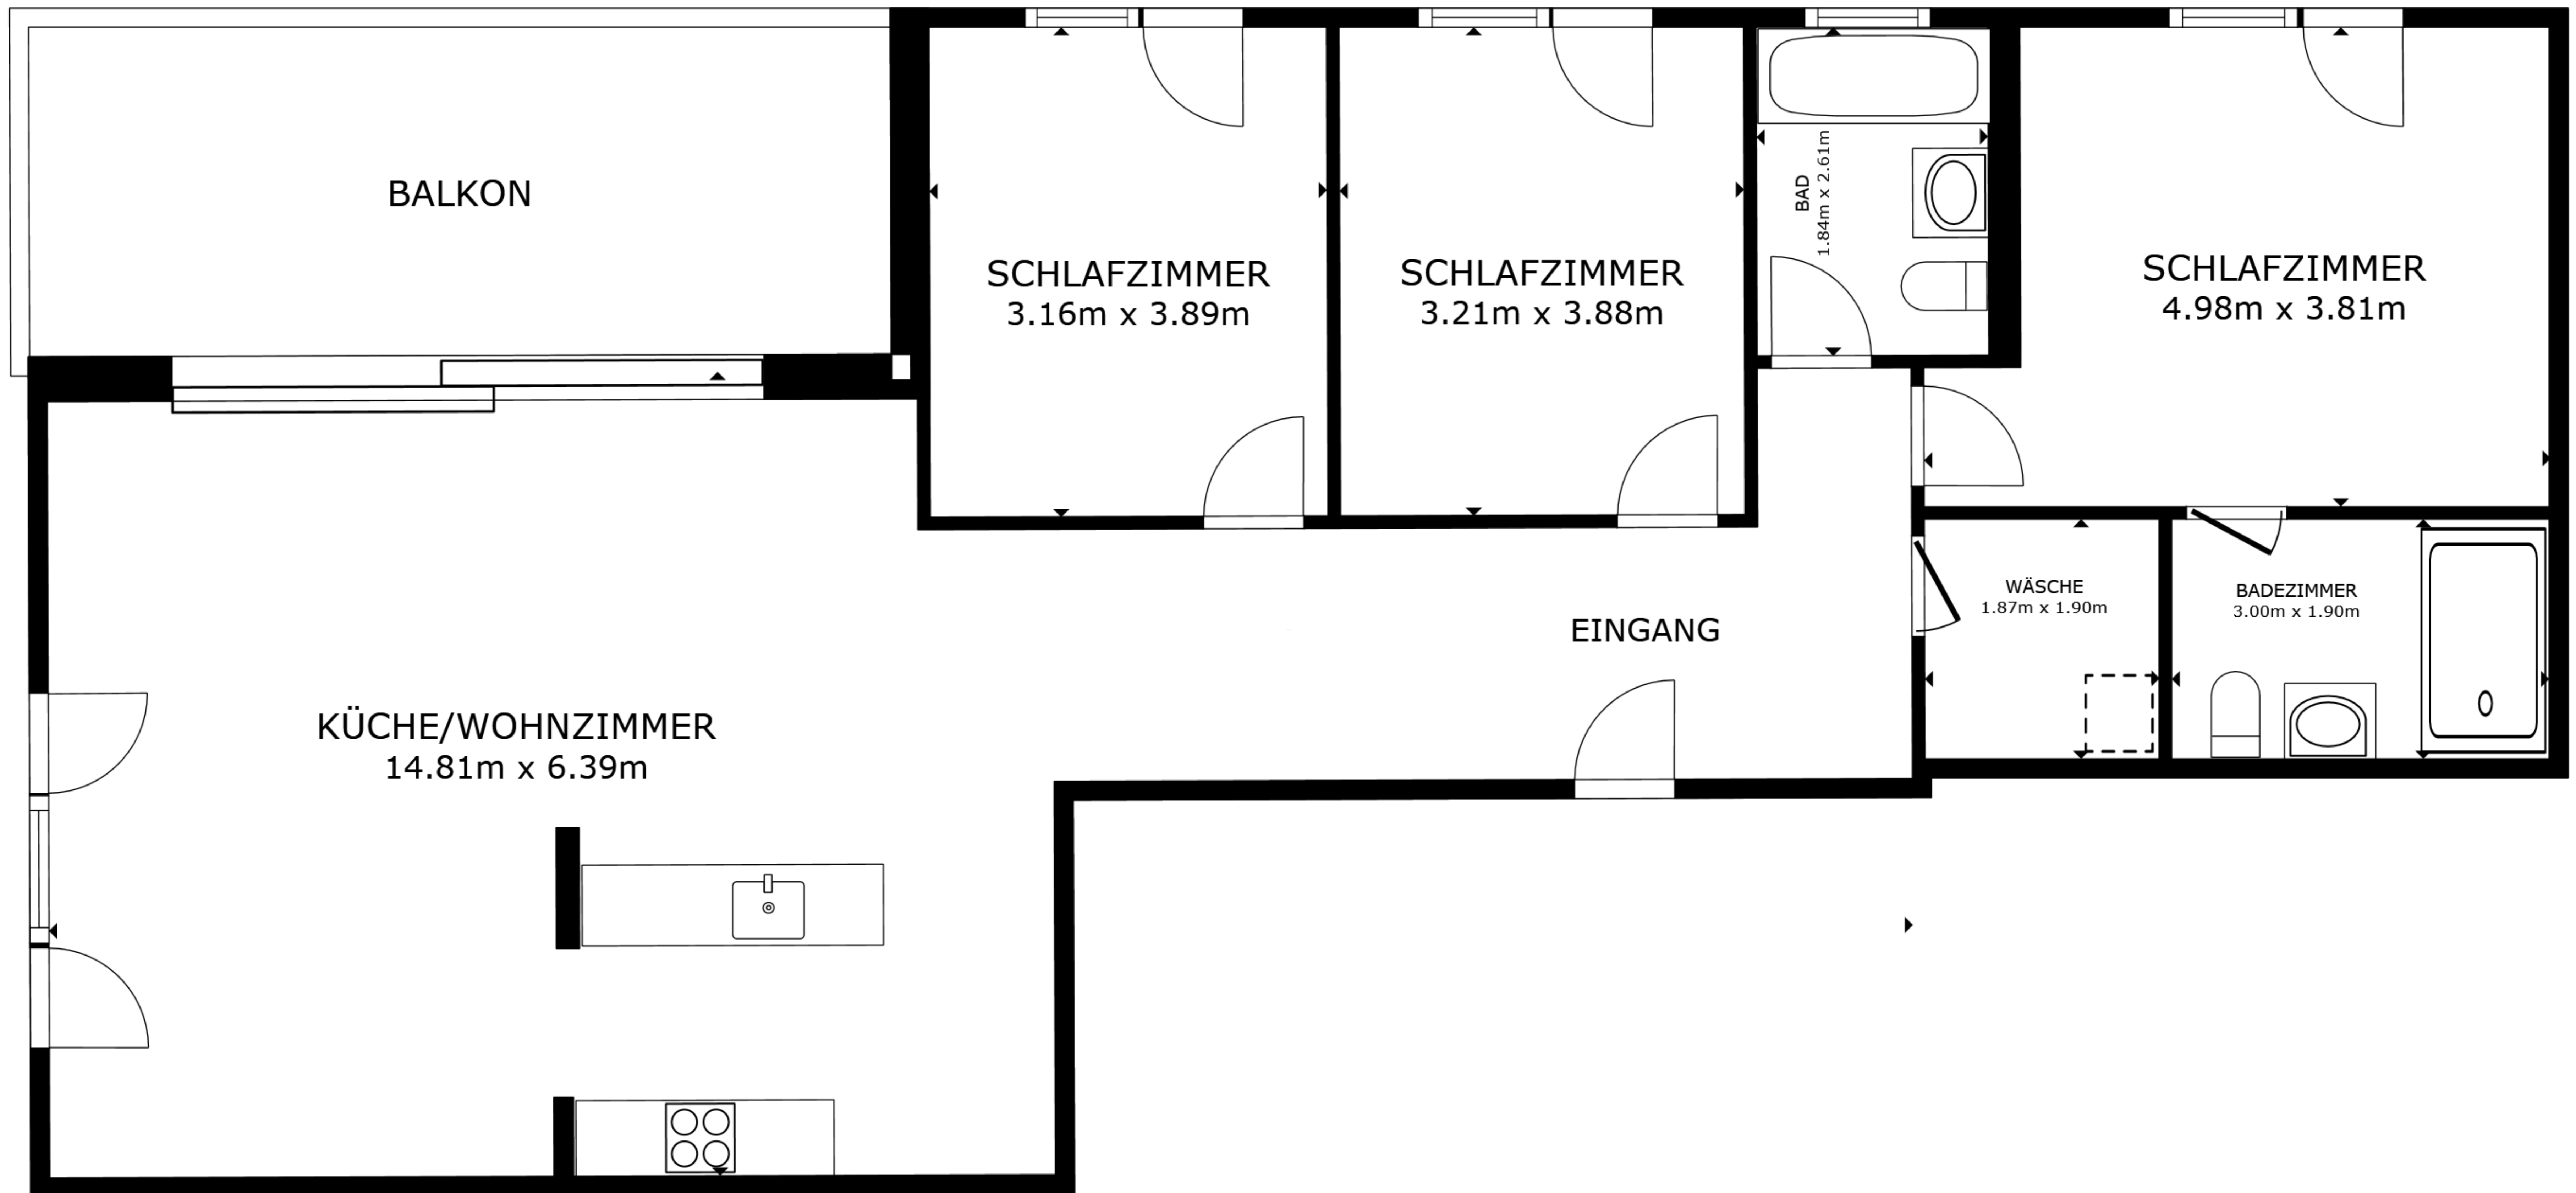 BALKON
SCHLAFZIMMER
3.16m x 3.89m
SCHLAFZIMMER
3.21m x 3.88m
BAD
1.84m x 2.61m
SCHLAFZIMMER
4.98m x 3.81m
WÄSCHE
1.87m x 1.90m
BADEZIMMER
3.00m x 1.90m
EINGANG
KÜCHE/WOHNZIMMER
14.81m x 6.39m